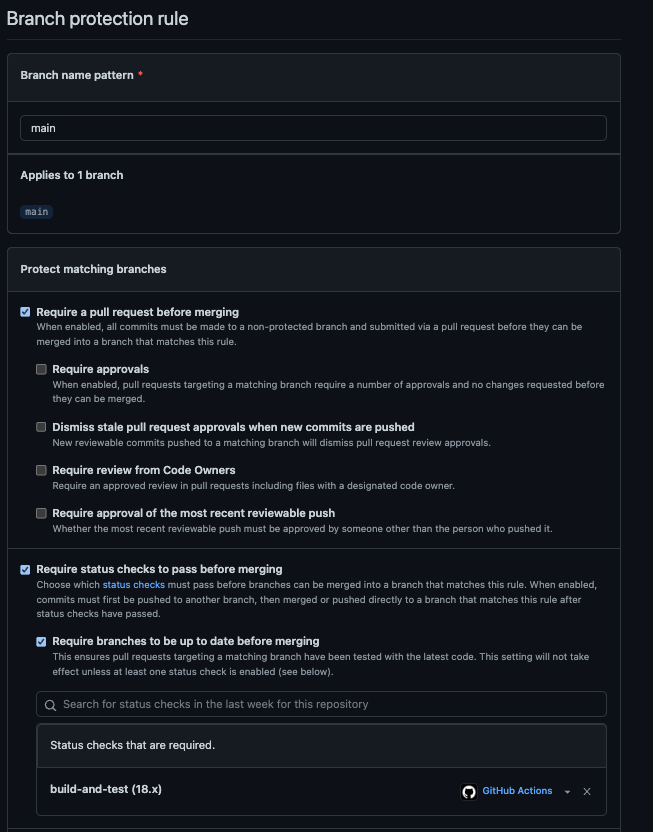 Branch protection rule
Branch name pattern *
main
Applies to 1 branch
main
Protect matching branches
Require a pull request before merging
When enabled, all commits must be made to a non-protected branch and submitted via a pull request before they can be
merged into a branch that matches this rule.
Require approvals
When enabled, pull requests targeting a matching branch require a number of approvals and no changes requested before
they can be merged.
Dismiss stale pull request approvals when new commits are pushed
New reviewable commits pushed to a matching branch will dismiss pull request review approvals.
Require review from Code Owners
Require an approved review in pull requests including files with a designated code owner.
Require approval of the most recent reviewable push
Whether the most recent reviewable push must be approved by someone other than the person who pushed it.
Require status checks to pass before merging
Choose which status checks must pass before branches can be merged into a branch that matches this rule. When enabled,
commits must first be pushed to another branch, then merged or pushed directly to a branch that matches this rule after
status checks have passed.
Require branches to be up to date before merging
This ensures pull requests targeting a matching branch have been tested with the latest code. This setting will not take
effect unless at least one status check is enabled (see below).
Search for status checks in the last week for this repository
Status checks that are required.
build-and-test (18.x) GitHub Actions